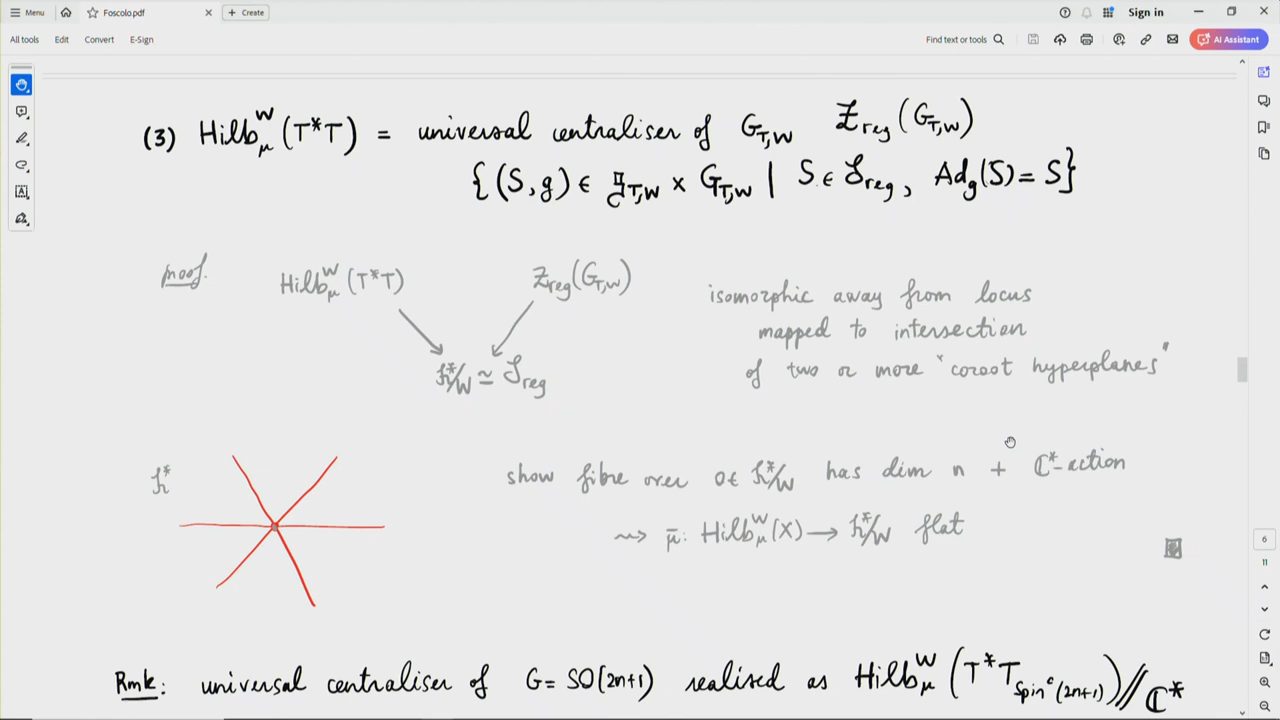 Menu Foscolo.pdf × + Create Sign in
All tools Edit Convert E-Sign Find text or tools AI Assistant
(3) Hilb^W_μ(T*T) = universal centraliser of G_{T,W} 𝒵_reg(G_{T,W})
{(S,g) ∈ 𝔤_{T,W} × G_{T,W} | S ∈ 𝒮_reg, Ad_g(S) = S}
proof.
Hilb^W_μ(T*T) 𝒵_reg(G_{T,W})
isomorphic away from locus
mapped to intersection
of two or more "coroot hyperplanes"
𝔥*/W ≃ 𝒮_reg
𝔥*
show fibre over 0 ∈ 𝔥*/W has dim n + ℂ*-action
⇝ μ̄: Hilb^W_μ(X) → 𝔥*/W flat
Rmk: universal centraliser of G = SO(2n+1) realised as Hilb^W_μ(T*T_{Spin^c(2n+1)})//ℂ*
6
11